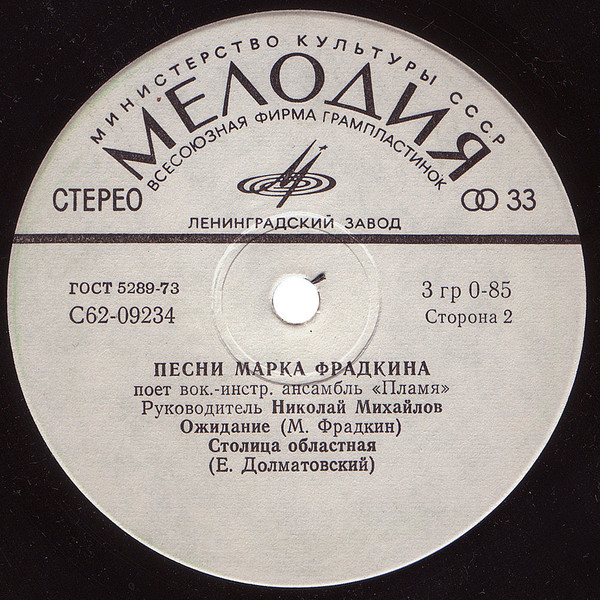 МИНИСТЕРСТВО КУЛЬТУРЫ СССР
МЕЛОДИЯ
ВСЕСОЮЗНАЯ ФИРМА ГРАМПЛАСТИНОК
СТЕРЕО
33
ЛЕНИНГРАДСКИЙ ЗАВОД
ГОСТ 5289-73
3 гр 0-85
С62-09234
Сторона 2
ПЕСНИ МАРКА ФРАДКИНА
поет вок.-инстр. ансамбль «Пламя»
Руководитель Николай Михайлов
Ожидание (М. Фрадкин)
Столица областная
(Е. Долматовский)